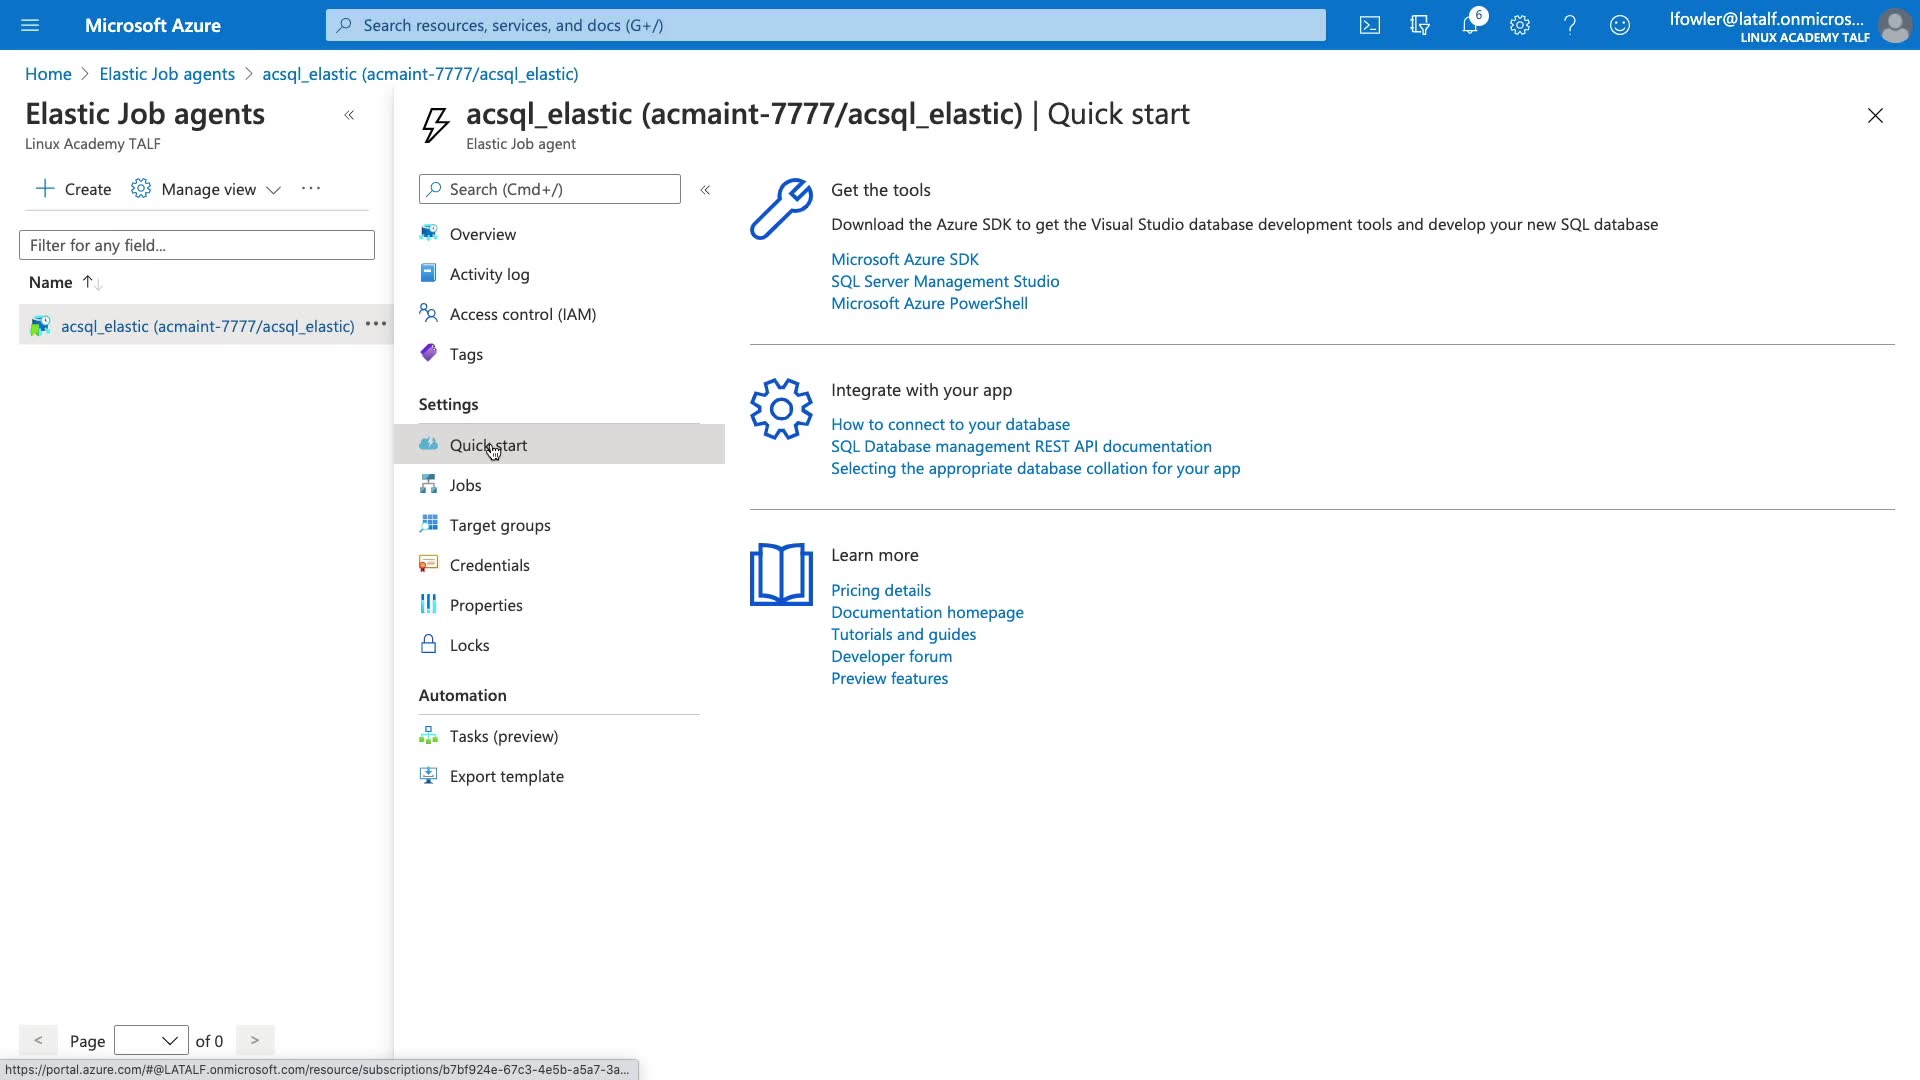 Microsoft Azure
Search resources, services, and docs (G+/)
6
lfowler@latalf.onmicros...
LINUX ACADEMY TALF
Home > Elastic Job agents > acsql_elastic (acmaint-7777/acsql_elastic)
Elastic Job agents
«
Linux Academy TALF
+ Create
Manage view
...
Filter for any field...
Name ↑↓
acsql_elastic (acmaint-7777/acsql_elastic) ...
< Page
of 0 >
acsql_elastic (acmaint-7777/acsql_elastic) | Quick start
Elastic Job agent
Search (Cmd+/)
«
Overview
Activity log
Access control (IAM)
Tags
Settings
Quick start
Jobs
Target groups
Credentials
Properties
Locks
Automation
Tasks (preview)
Export template
Get the tools
Download the Azure SDK to get the Visual Studio database development tools and develop your new SQL database
Microsoft Azure SDK
SQL Server Management Studio
Microsoft Azure PowerShell
Integrate with your app
How to connect to your database
SQL Database management REST API documentation
Selecting the appropriate database collation for your app
Learn more
Pricing details
Documentation homepage
Tutorials and guides
Developer forum
Preview features
https://portal.azure.com/#@LATALF.onmicrosoft.com/resource/subscriptions/b7bf924e-67c3-4e5b-a5a7-3a...